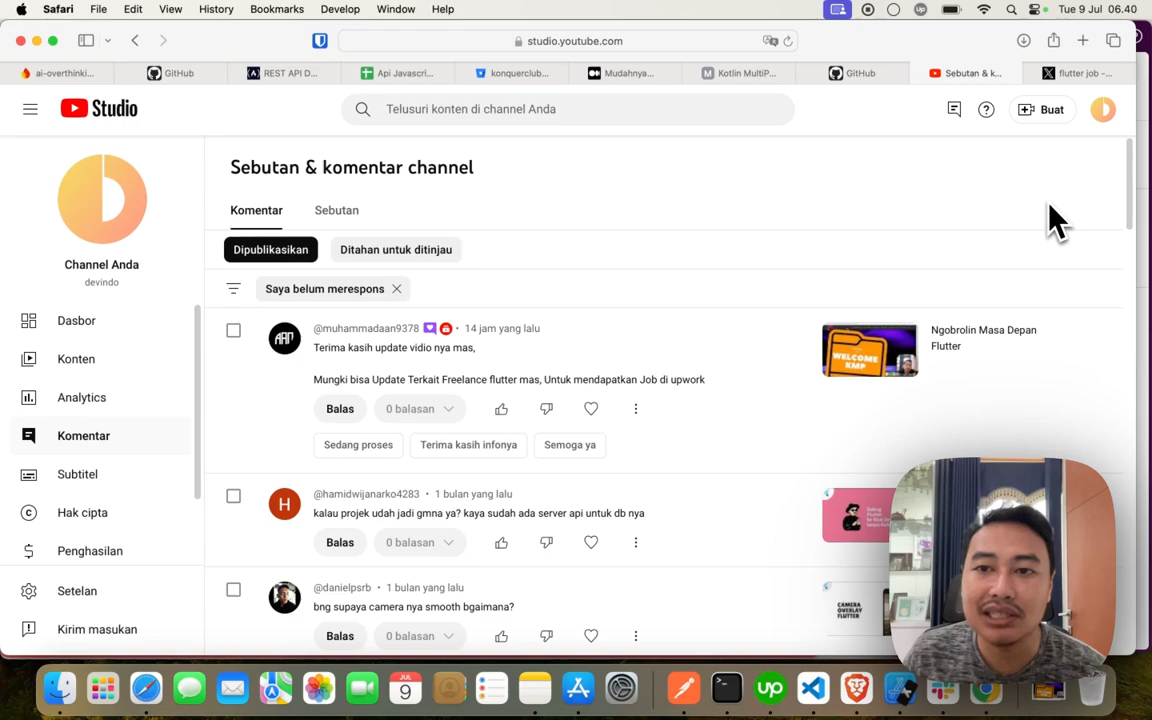 Safari File Edit View History Bookmarks Develop Window Help
Tue 9 Jul 06.40
studio.youtube.com
ai-overthinki...
GitHub
REST API D...
Api Javascri...
konquerclub...
Mudahnya...
Kotlin MultiP...
GitHub
Sebutan & k...
flutter job -...
Studio
Telusuri konten di channel Anda
Buat
Channel Anda
devindo
Dasbor
Konten
Analytics
Komentar
Subtitel
Hak cipta
Penghasilan
Setelan
Kirim masukan
Sebutan & komentar channel
Komentar
Sebutan
Dipublikasikan
Ditahan untuk ditinjau
Saya belum merespons
@muhammadaan9378 • 14 jam yang lalu
Terima kasih update vidio nya mas,
Mungki bisa Update Terkait Freelance flutter mas, Untuk mendapatkan Job di upwork
Balas
0 balasan
Sedang proses
Terima kasih infonya
Semoga ya
WELCOME
KMP
Ngobrolin Masa Depan
Flutter
H
@hamidwijanarko4283 • 1 bulan yang lalu
kalau projek udah jadi gmna ya? kaya sudah ada server api untuk db nya
Balas
0 balasan
@danielpsrb • 1 bulan yang lalu
bng supaya camera nya smooth bgaimana?
Balas
0 balasan
CAMERA
OVERLAY
FLUTTER
JUL
9
up